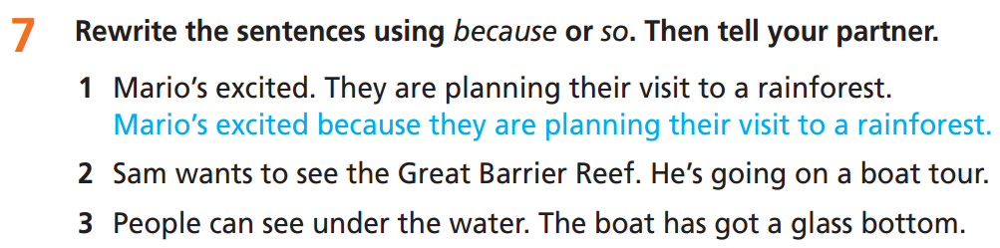 7 Rewrite the sentences using because or so. Then tell your partner.
1 Mario’s excited. They are planning their visit to a rainforest.
Mario’s excited because they are planning their visit to a rainforest.
2 Sam wants to see the Great Barrier Reef. He’s going on a boat tour.
3 People can see under the water. The boat has got a glass bottom.